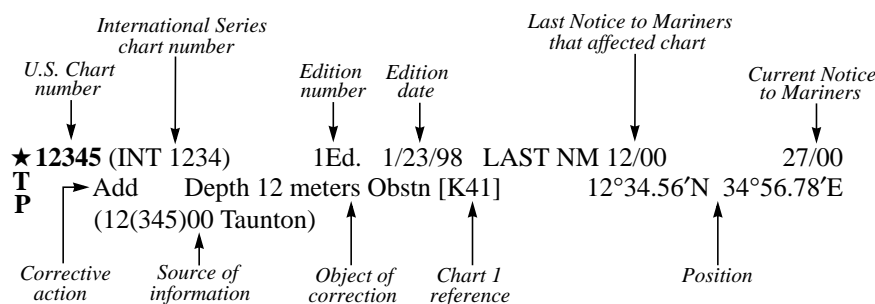 International Series
chart number
Last Notice to Mariners
that affected chart
U.S. Chart
number
Edition
number
Edition
date
Current Notice
to Mariners
★ 12345 (INT 1234) 1Ed. 1/23/98 LAST NM 12/00 27/00
T
P
Add Depth 12 meters Obstn [K41] 12°34.56′N 34°56.78′E
(12(345)00 Taunton)
Corrective
action
Source of
information
Object of
correction
Chart 1
reference
Position